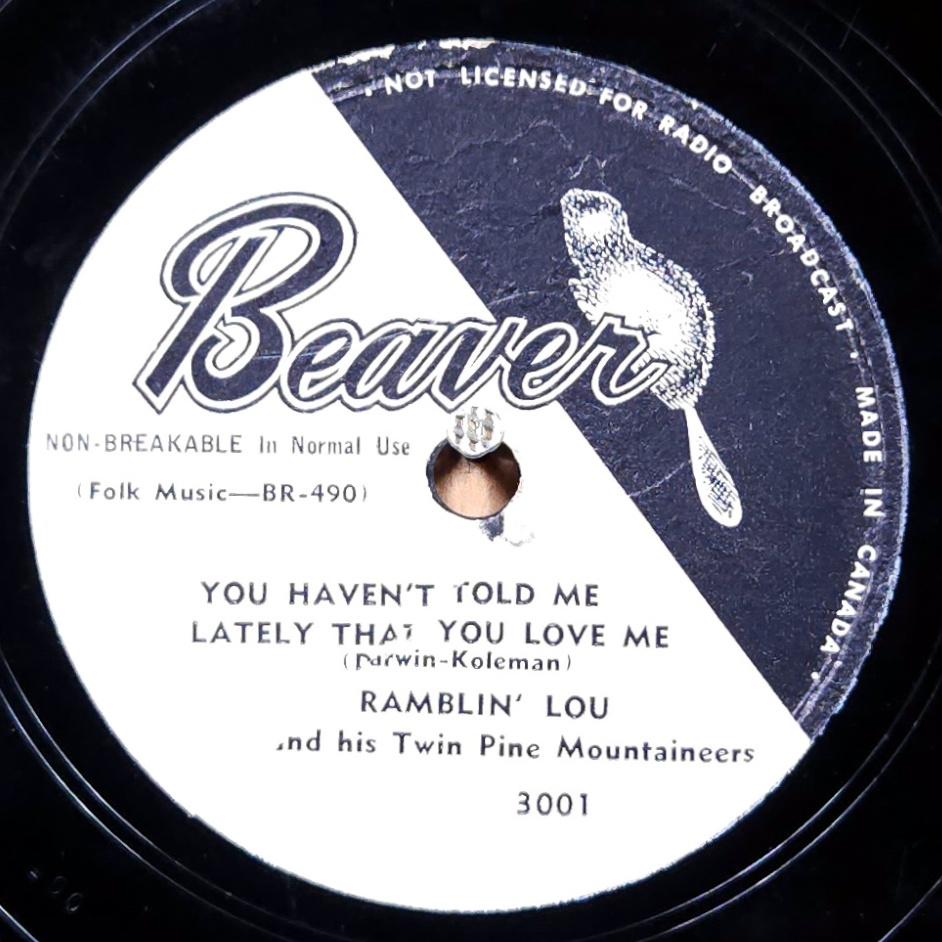 NOT LICENSED FOR RADIO BROADCAST . MADE IN CANADA .
Beaver
NON-BREAKABLE In Normal Use
(Folk Music—BR-490)
YOU HAVEN'T TOLD ME
LATELY THAT YOU LOVE ME
(Darwin-Koleman)
RAMBLIN' LOU
and his Twin Pine Mountaineers
3001